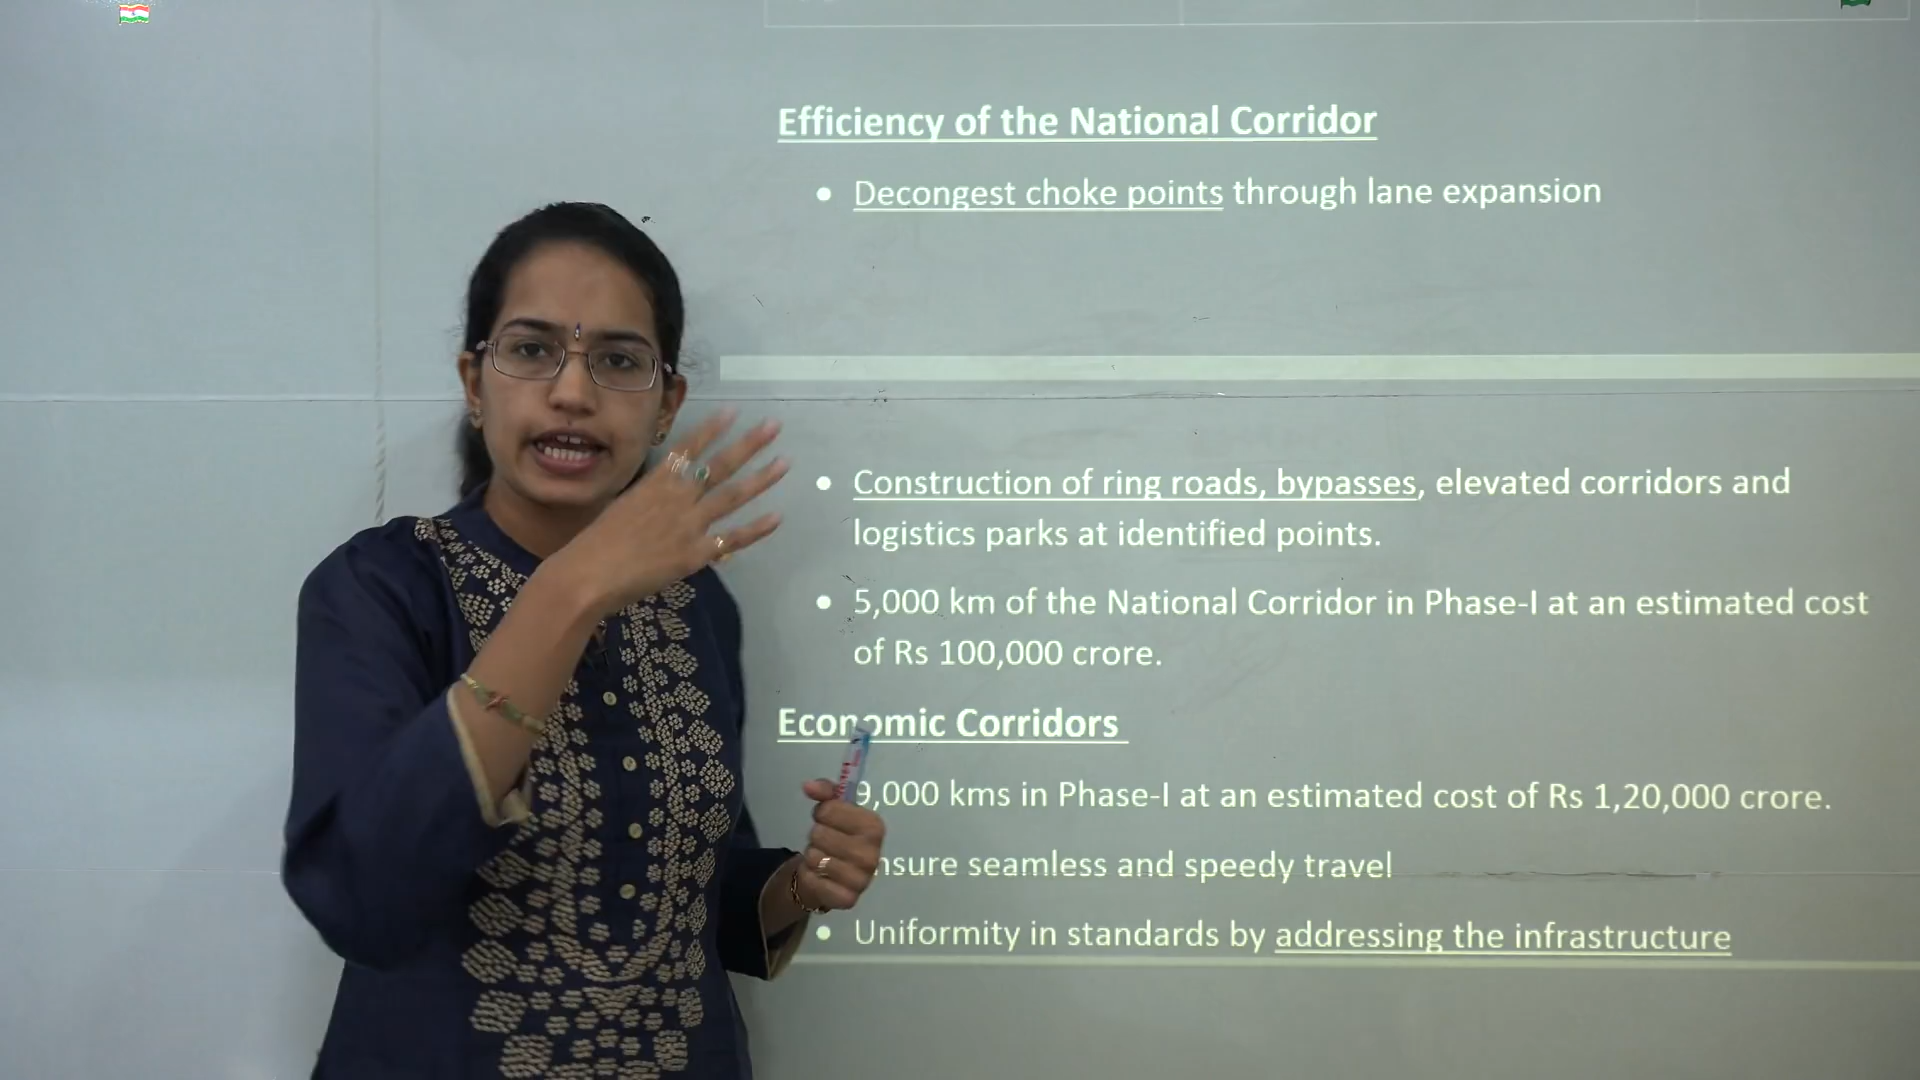 Efficiency of the National Corridor
• Decongest choke points through lane expansion
• Construction of ring roads, bypasses, elevated corridors and
logistics parks at identified points.
• 5,000 km of the National Corridor in Phase-I at an estimated cost
of Rs 100,000 crore.
Economic Corridors
9,000 kms in Phase-I at an estimated cost of Rs 1,20,000 crore.
nsure seamless and speedy travel
• Uniformity in standards by addressing the infrastructure